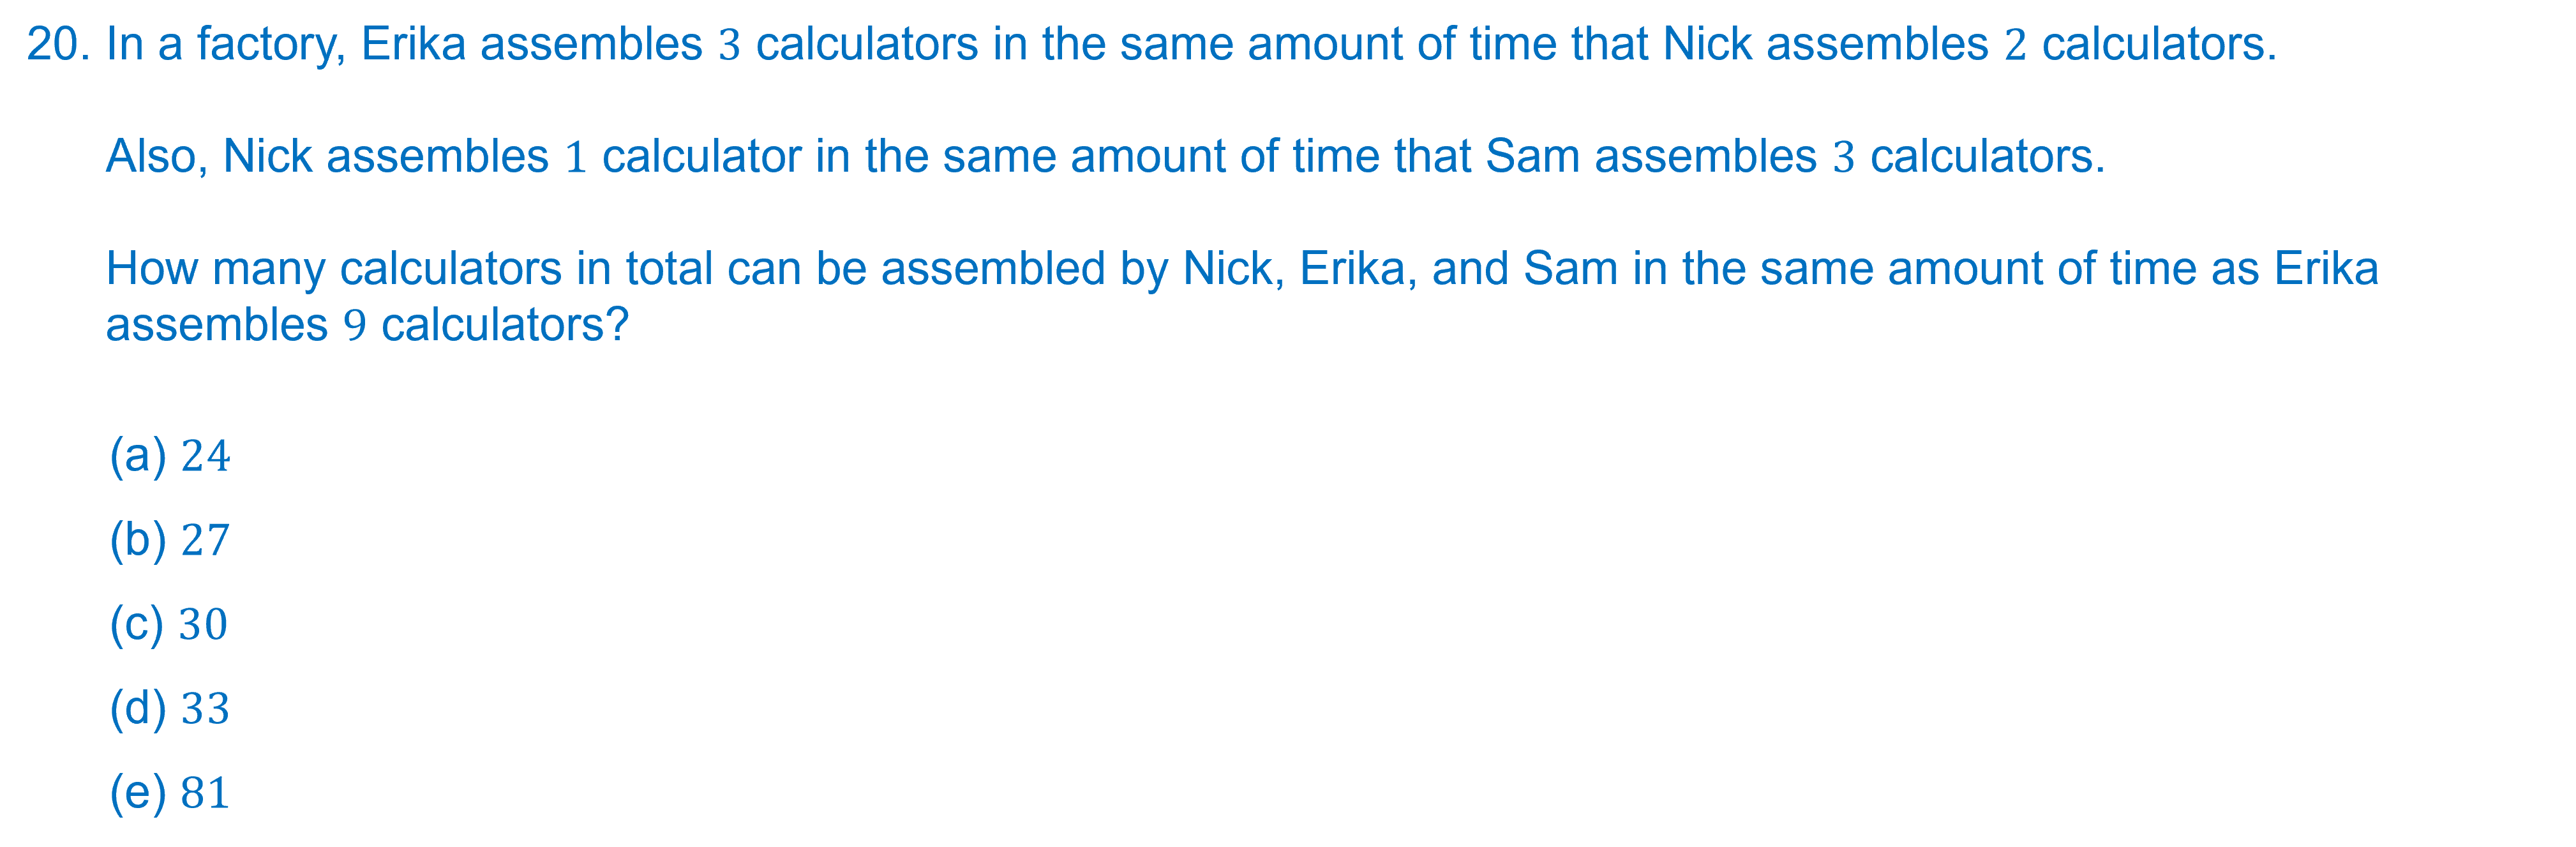 20. In a factory, Erika assembles 3 calculators in the same amount of time that Nick assembles 2 calculators.
Also, Nick assembles 1 calculator in the same amount of time that Sam assembles 3 calculators.
How many calculators in total can be assembled by Nick, Erika, and Sam in the same amount of time as Erika
assembles 9 calculators?
(a) 24
(b) 27
(c) 30
(d) 33
(e) 81